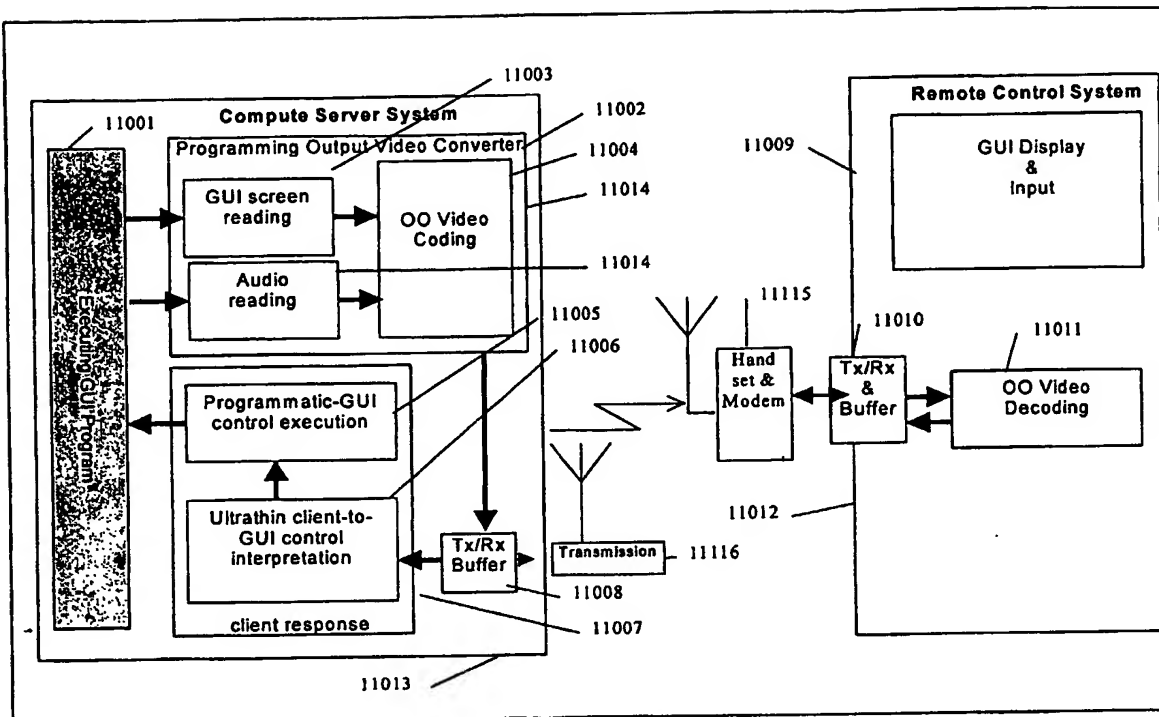 11003
Compute Server System
Remote Control System
11001
11002
Programming Output Video Converter
11004
11009
GUI Display
&
Input
GUI screen
reading
11014
OO Video
Coding
Audio
reading
11014
11115
11005
11010
11011
11006
Hand
set &
Modem
Tx/Rx
&
Buffer
OO Video
Decoding
Executing GUI Program
Programmatic-GUI
control execution
Ultrathin client-to-
GUI control
interpretation
11012
Tx/Rx
Buffer
Transmission
11116
11008
client response
11007
11013